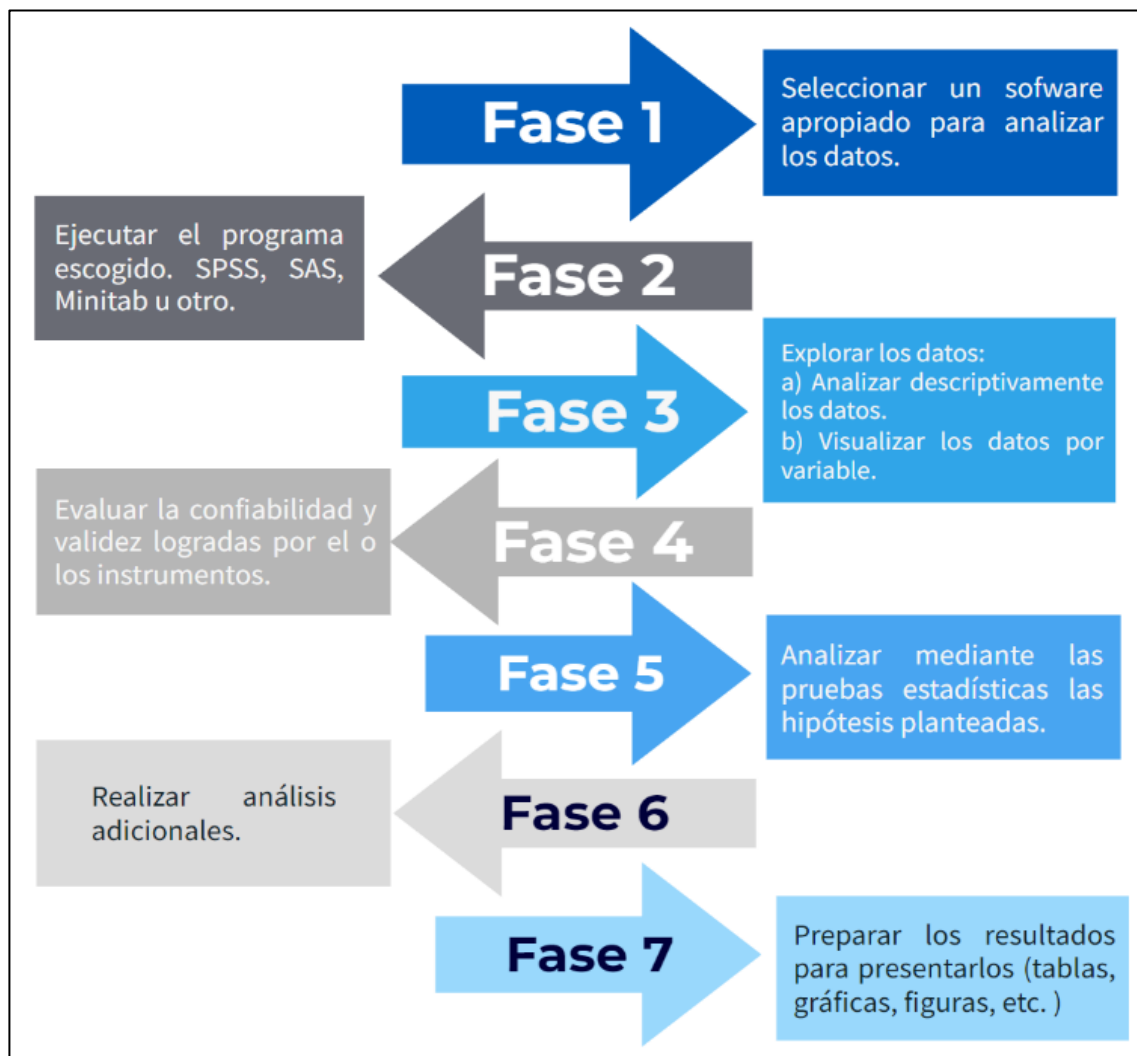 Fase 1
Seleccionar un sofware
apropiado para analizar
los datos.
Fase 2
Ejecutar el programa
escogido. SPSS, SAS,
Minitab u otro.
Fase 3
Explorar los datos:
a) Analizar descriptivamente
los datos.
b) Visualizar los datos por
variable.
Fase 4
Evaluar la confiabilidad y
validez logradas por el o
los instrumentos.
Fase 5
Analizar mediante las
pruebas estadísticas las
hipótesis planteadas.
Fase 6
Realizar análisis
adicionales.
Fase 7
Preparar los resultados
para presentarlos (tablas,
gráficas, figuras, etc. )